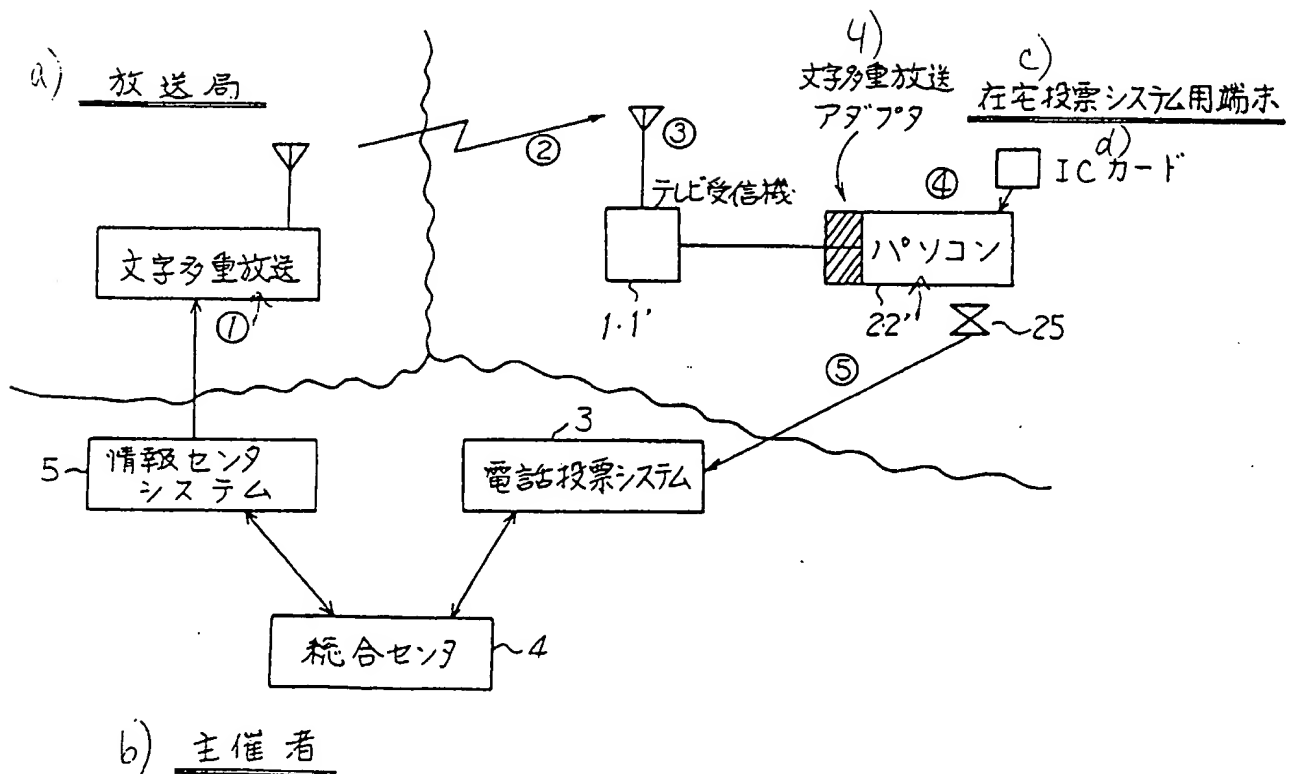 a) 放送局
4)
文字多重放送
アダプタ
c)
在宅投票システム用端末
②
③
d)
ICカード
テレビ受信機
④
文字多重放送
パソコン
①
1·1'
2·2'
25
⑤
3
5
情報センタ
システム
電話投票システム
総合センタ
4
b) 主催者